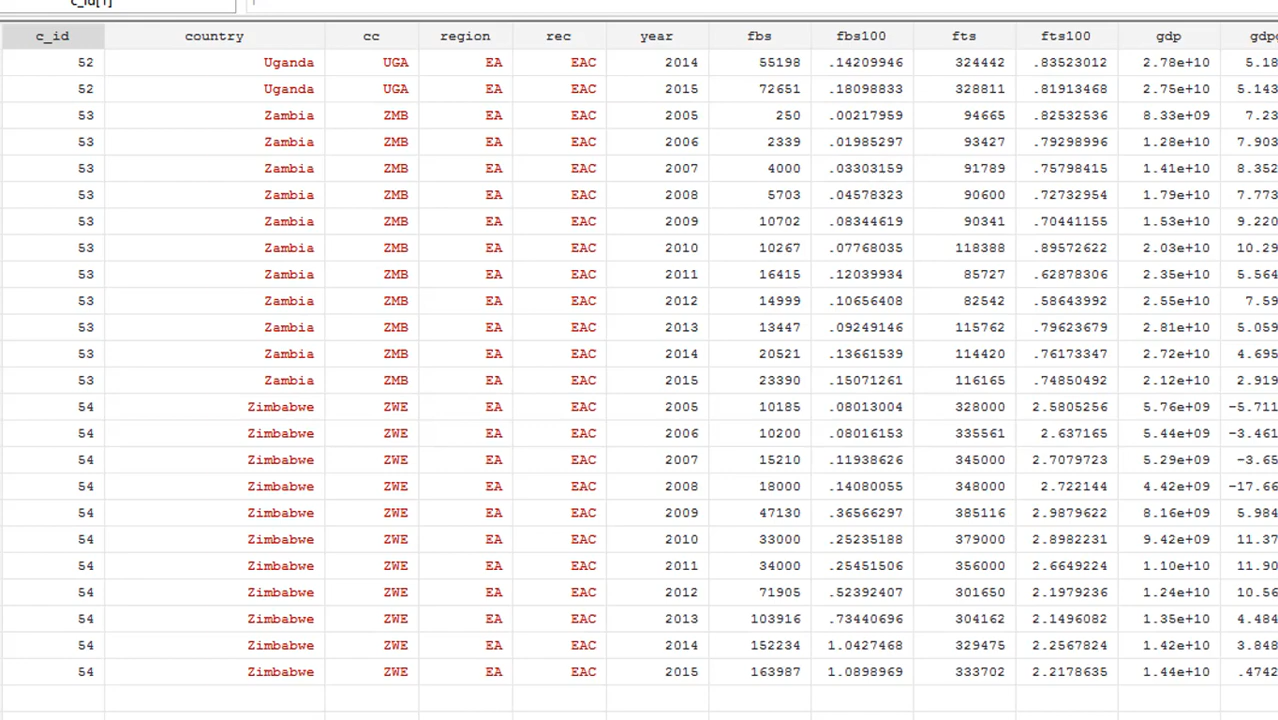 c_id[1] 1
c_id country cc region rec year fbs fbs100 fts fts100 gdp gdpg
52 Uganda UGA EA EAC 2014 55198 .14209946 324442 .83523012 2.78e+10 5.18
52 Uganda UGA EA EAC 2015 72651 .18098833 328811 .81913468 2.75e+10 5.143
53 Zambia ZMB EA EAC 2005 250 .00217959 94665 .82532536 8.33e+09 7.23
53 Zambia ZMB EA EAC 2006 2339 .01985297 93427 .79298996 1.28e+10 7.903
53 Zambia ZMB EA EAC 2007 4000 .03303159 91789 .75798415 1.41e+10 8.352
53 Zambia ZMB EA EAC 2008 5703 .04578323 90600 .72732954 1.79e+10 7.773
53 Zambia ZMB EA EAC 2009 10702 .08344619 90341 .70441155 1.53e+10 9.220
53 Zambia ZMB EA EAC 2010 10267 .07768035 118388 .89572622 2.03e+10 10.29
53 Zambia ZMB EA EAC 2011 16415 .12039934 85727 .62878306 2.35e+10 5.564
53 Zambia ZMB EA EAC 2012 14999 .10656408 82542 .58643992 2.55e+10 7.59
53 Zambia ZMB EA EAC 2013 13447 .09249146 115762 .79623679 2.81e+10 5.059
53 Zambia ZMB EA EAC 2014 20521 .13661539 114420 .76173347 2.72e+10 4.695
53 Zambia ZMB EA EAC 2015 23390 .15071261 116165 .74850492 2.12e+10 2.919
54 Zimbabwe ZWE EA EAC 2005 10185 .08013004 328000 2.5805256 5.76e+09 -5.711
54 Zimbabwe ZWE EA EAC 2006 10200 .08016153 335561 2.637165 5.44e+09 -3.461
54 Zimbabwe ZWE EA EAC 2007 15210 .11938626 345000 2.7079723 5.29e+09 -3.65
54 Zimbabwe ZWE EA EAC 2008 18000 .14080055 348000 2.722144 4.42e+09 -17.66
54 Zimbabwe ZWE EA EAC 2009 47130 .36566297 385116 2.9879622 8.16e+09 5.984
54 Zimbabwe ZWE EA EAC 2010 33000 .25235188 379000 2.8982231 9.42e+09 11.37
54 Zimbabwe ZWE EA EAC 2011 34000 .25451506 356000 2.6649224 1.10e+10 11.90
54 Zimbabwe ZWE EA EAC 2012 71905 .52392407 301650 2.1979236 1.24e+10 10.56
54 Zimbabwe ZWE EA EAC 2013 103916 .73440696 304162 2.1496082 1.35e+10 4.484
54 Zimbabwe ZWE EA EAC 2014 152234 1.0427468 329475 2.2567824 1.42e+10 3.848
54 Zimbabwe ZWE EA EAC 2015 163987 1.0898969 333702 2.2178635 1.44e+10 .4742